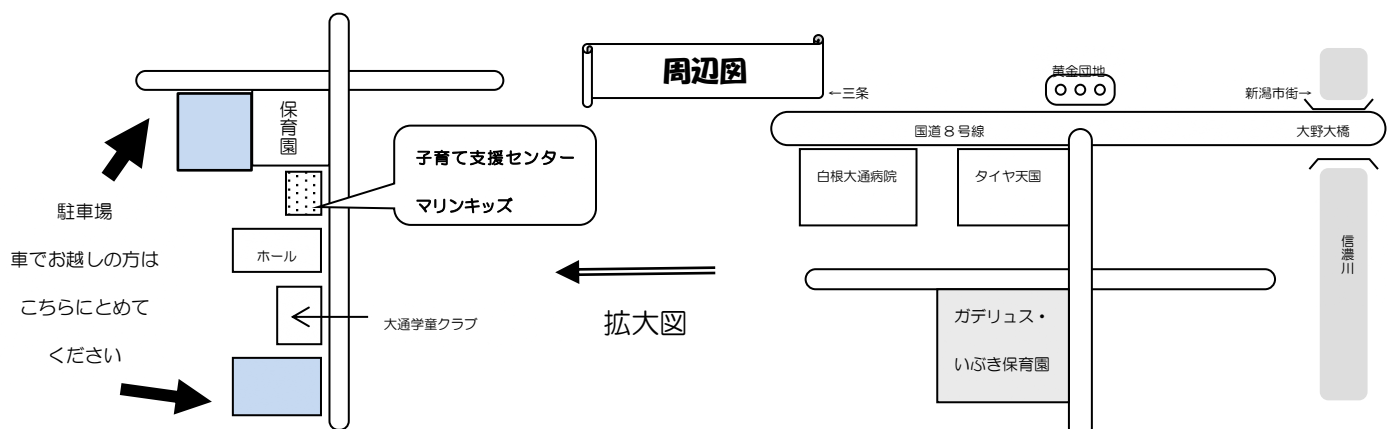 周辺図
保育園
子育て支援センター
マリンキッズ
駐車場
車でお越しの方は
こちらにとめて
ください
ホール
大通学童クラブ
拡大図
←三条
黄金団地
新潟市街→
国道８号線
大野大橋
白根大通病院
タイヤ天国
信濃川
ガデリュス・
いぶき保育園